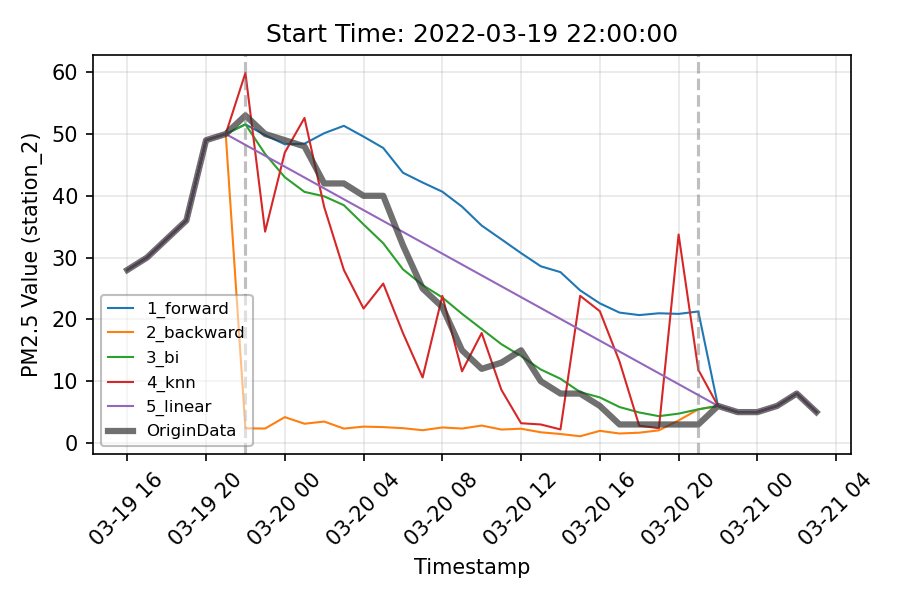 Start Time: 2022-03-19 22:00:00
PM2.5 Value (station_2)
60
50
40
30
20
10
0
1_forward
2_backward
3_bi
4_knn
5_linear
OriginData
03-19 16
03-19 20
03-20 00
03-20 04
03-20 08
03-20 12
03-20 16
03-20 20
03-21 00
03-21 04
Timestamp